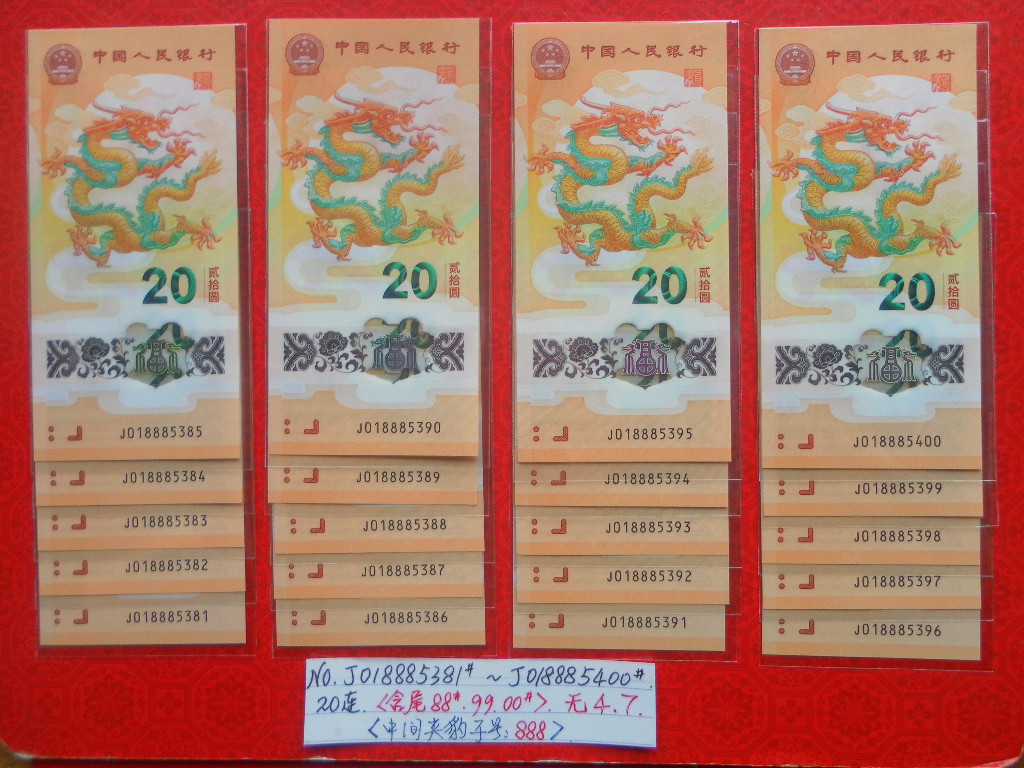 中国人民银行
20
贰拾圆
福
J018885385
J018885384
J018885383
J018885382
J018885381
中国人民银行
20
贰拾圆
福
J018885390
J018885389
J018885388
J018885387
J018885386
中国人民银行
20
贰拾圆
福
J018885395
J018885394
J018885393
J018885392
J018885391
中国人民银行
20
贰拾圆
福
J018885400
J018885399
J018885398
J018885397
J018885396
NO. J018885381# ~ J018885400#.
20连.<含尾88#.99.00#>. 无4.7.
<中间夹豹子号:888>